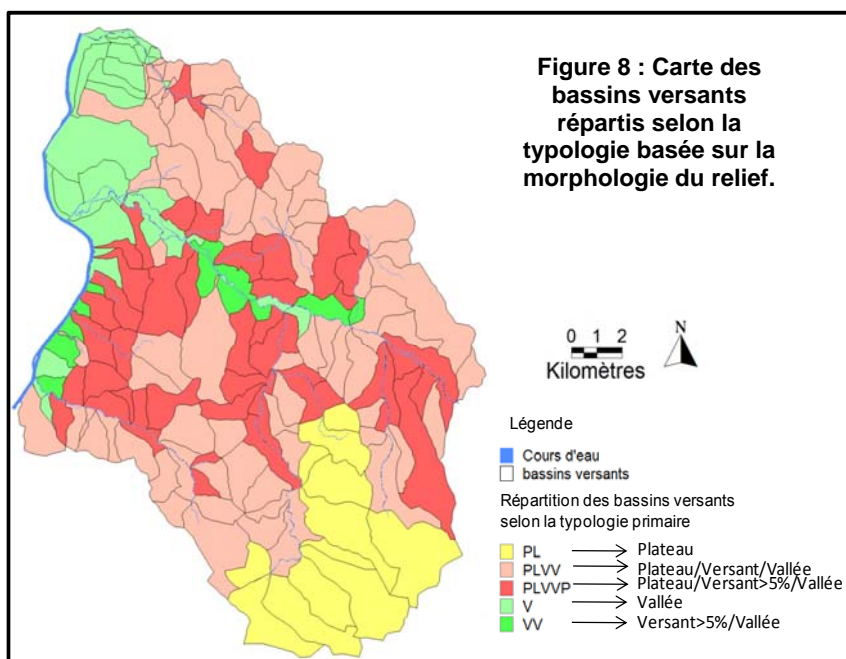 Figure 8 : Carte des
bassins versants
répartis selon la
typologie basée sur la
morphologie du relief.
0 1 2
Kilomètres
N
Légende
Cours d'eau
bassins versants
Répartition des bassins versants
selon la typologie primaire
PL Plateau
PLVV Plateau/Versant/Vallée
PLVVP Plateau/Versant>5%/Vallée
V Vallée
VV Versant>5%/Vallée